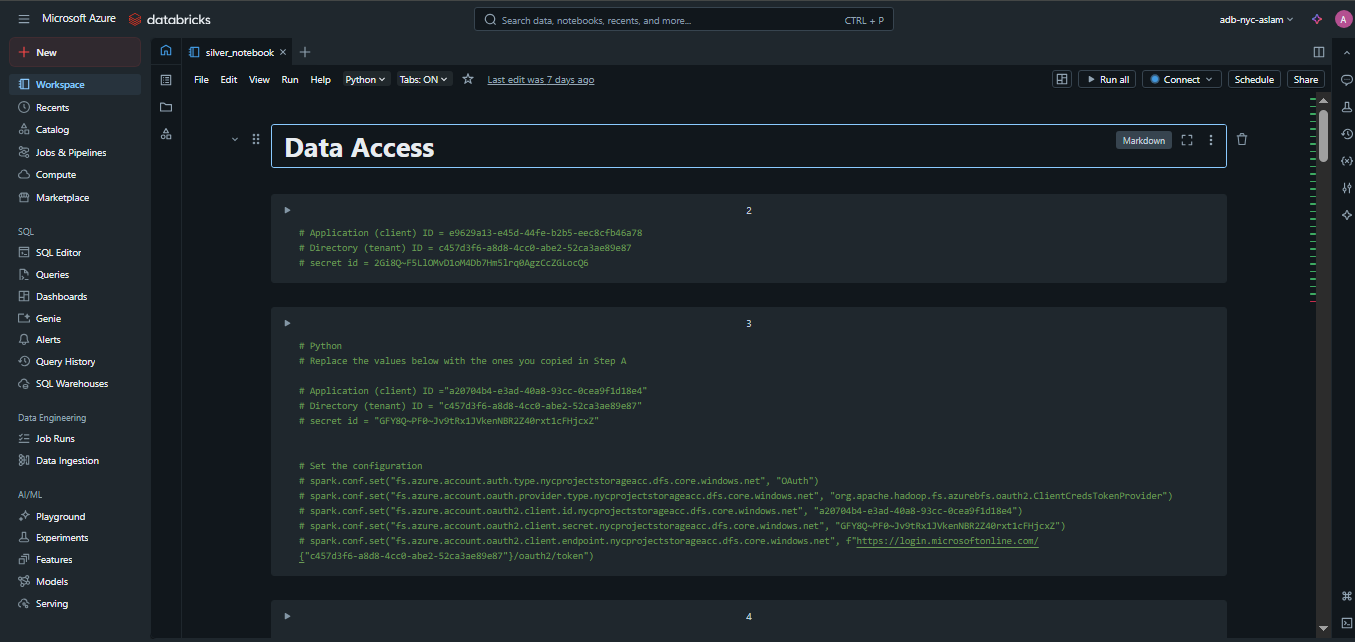 Microsoft Azure
databricks
Search data, notebooks, recents, and more...
CTRL + P
adb-nyc-aslam
A
New
Workspace
Recents
Catalog
Jobs & Pipelines
Compute
Marketplace
SQL
SQL Editor
Queries
Dashboards
Genie
Alerts
Query History
SQL Warehouses
Data Engineering
Job Runs
Data Ingestion
AI/ML
Playground
Experiments
Features
Models
Serving
silver_notebook
File Edit View Run Help Python Tabs: ON Last edit was 7 days ago
Run all Connect Schedule Share
Data Access
Markdown
2
# Application (client) ID = e9629a13-e45d-44fe-b2b5-eec8cfb46a78
# Directory (tenant) ID = c457d3f6-a8d8-4cc0-abe2-52ca3ae89e87
# secret id = 2Gi8Q~F5LlOMvD1oM4Db7Hm5lrq0AgzCcZGLocQ6
3
# Python
# Replace the values below with the ones you copied in Step A
# Application (client) ID ="a20704b4-e3ad-40a8-93cc-0cea9f1d18e4"
# Directory (tenant) ID = "c457d3f6-a8d8-4cc0-abe2-52ca3ae89e87"
# secret id = "GFY8Q~PF0~Jv9tRx1JVkenNBR2Z40rxt1cFHjcxZ"
# Set the configuration
# spark.conf.set("fs.azure.account.auth.type.nycprojectstorageacc.dfs.core.windows.net", "OAuth")
# spark.conf.set("fs.azure.account.oauth.provider.type.nycprojectstorageacc.dfs.core.windows.net", "org.apache.hadoop.fs.azurebfs.oauth2.ClientCredsTokenProvider")
# spark.conf.set("fs.azure.account.oauth2.client.id.nycprojectstorageacc.dfs.core.windows.net", "a20704b4-e3ad-40a8-93cc-0cea9f1d18e4")
# spark.conf.set("fs.azure.account.oauth2.client.secret.nycprojectstorageacc.dfs.core.windows.net", "GFY8Q~PF0~Jv9tRx1JVkenNBR2Z40rxt1cFHjcxZ")
# spark.conf.set("fs.azure.account.oauth2.client.endpoint.nycprojectstorageacc.dfs.core.windows.net", f"https://login.microsoftonline.com/
{"c457d3f6-a8d8-4cc0-abe2-52ca3ae89e87"}/oauth2/token")
4